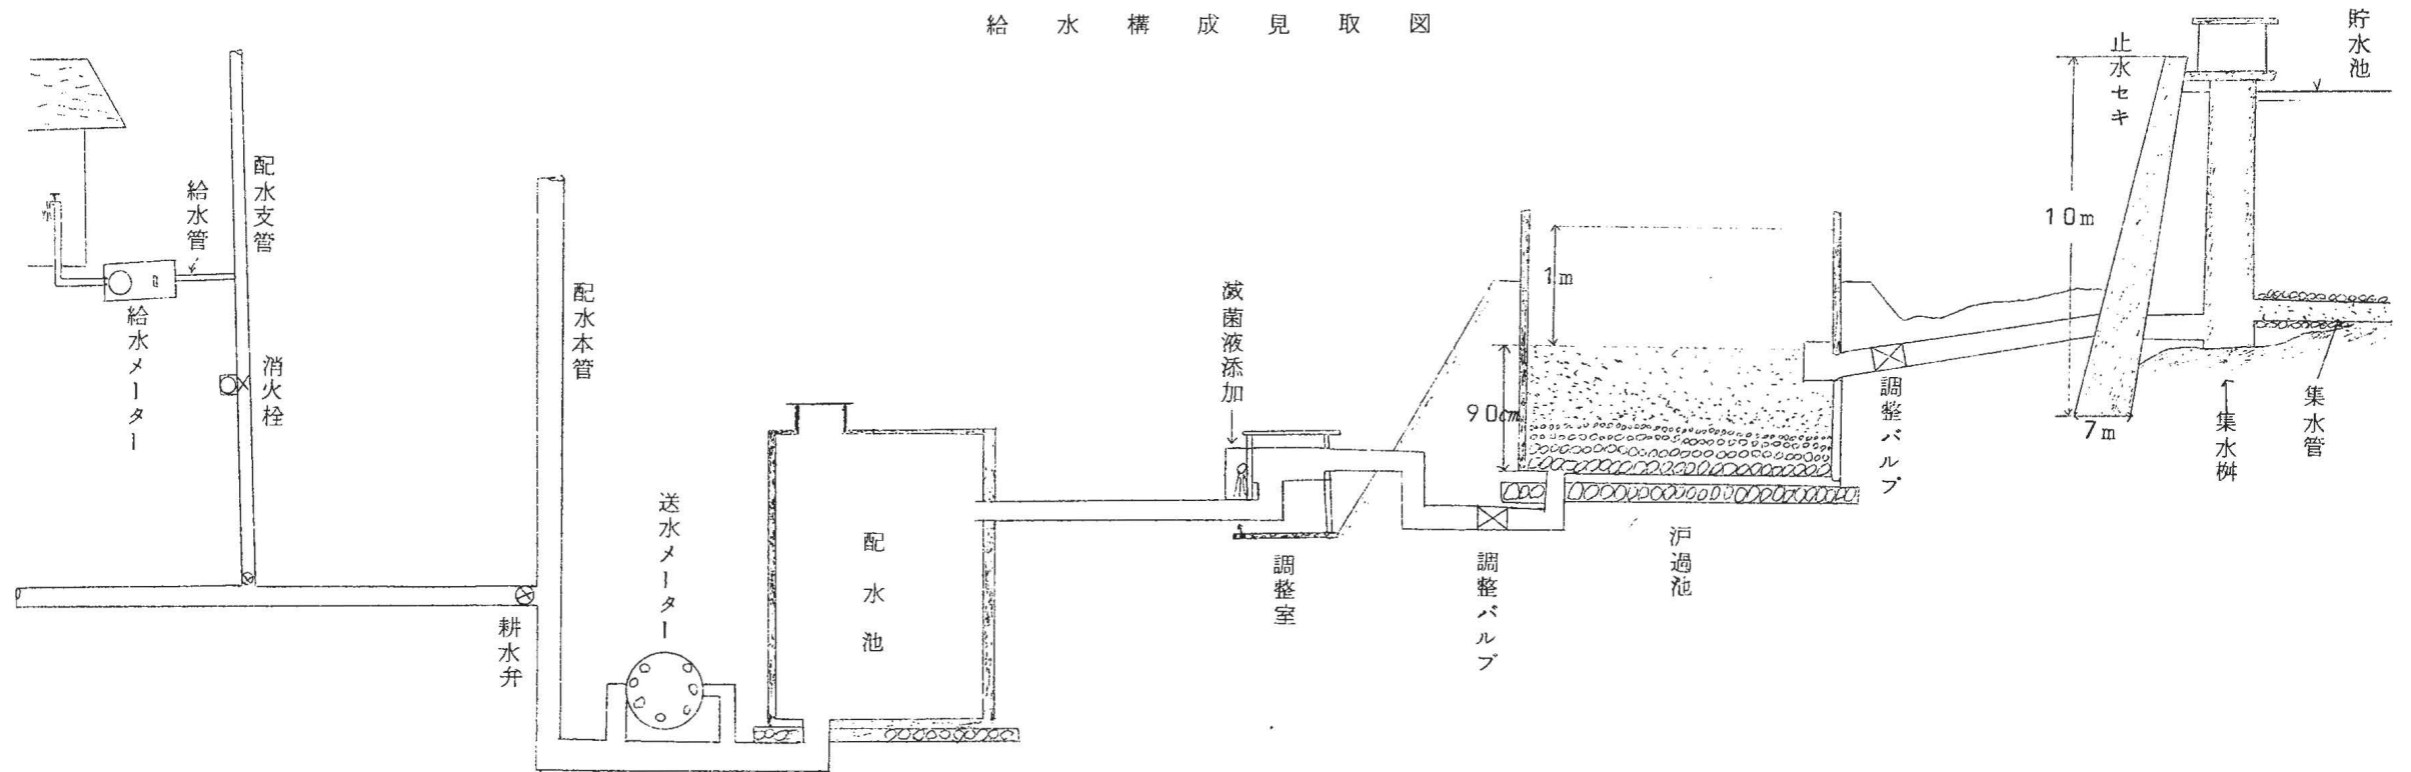 給水構成見取図
貯水池
止水セキ
10m
7m
集水管
集水桝
調整バルブ
1m
90cm
沪過池
調整バルブ
滅菌液添加
調整室
配水池
送水メーター
配水本管
耕水弁
配水支管
消火栓
給水管
給水メーター